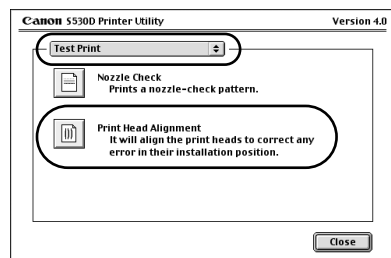 Canon S530D Printer Utility Version 4.0
Test Print
Nozzle Check
Prints a nozzle-check pattern.
Print Head Alignment
It will align the print heads to correct any
error in their installation position.
Close